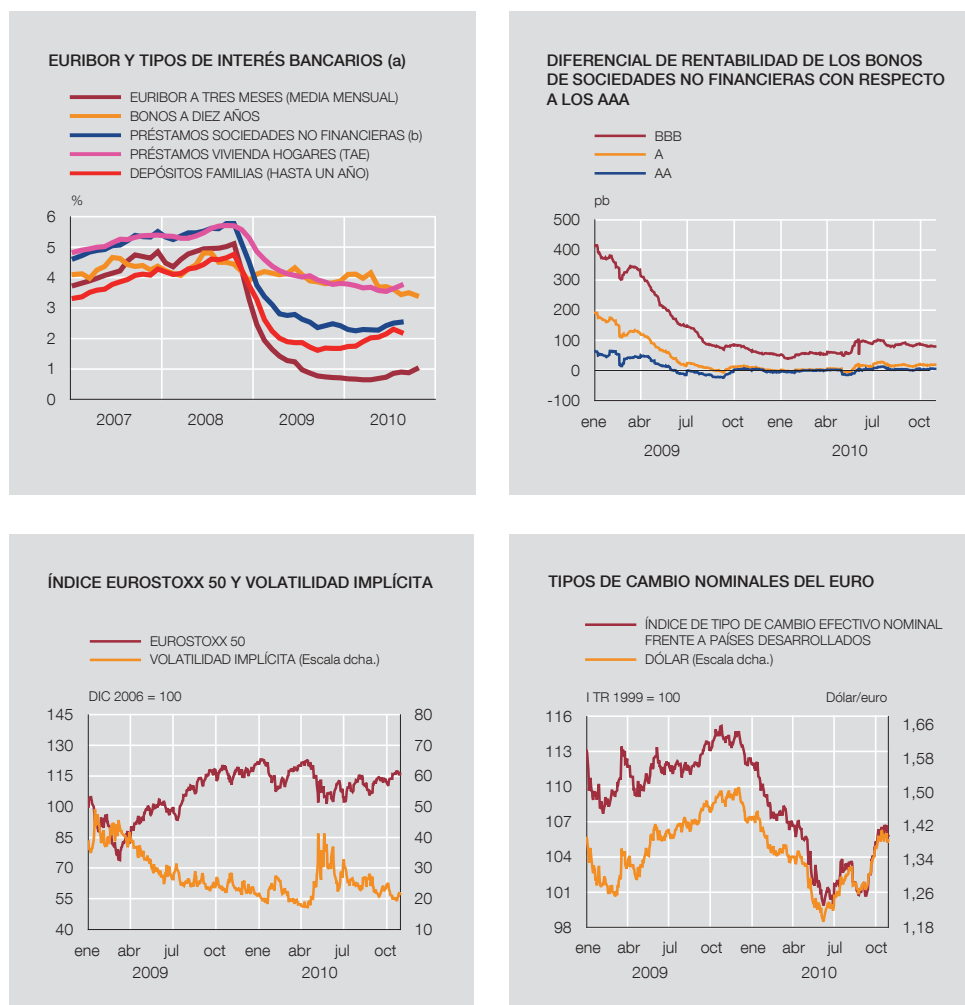 EURIBOR Y TIPOS DE INTERÉS BANCARIOS (a)
EURIBOR A TRES MESES (MEDIA MENSUAL)
BONOS A DIEZ AÑOS
PRÉSTAMOS SOCIEDADES NO FINANCIERAS (b)
PRÉSTAMOS VIVIENDA HOGARES (TAE)
DEPÓSITOS FAMILIAS (HASTA UN AÑO)
%
6
5
4
3
2
1
0
2007 2008 2009 2010
DIFERENCIAL DE RENTABILIDAD DE LOS BONOS
DE SOCIEDADES NO FINANCIERAS CON RESPECTO
A LOS AAA
BBB
A
AA
pb
500
400
300
200
100
0
-100
ene abr jul oct ene abr jul oct
2009 2010
ÍNDICE EUROSTOXX 50 Y VOLATILIDAD IMPLÍCITA
EUROSTOXX 50
VOLATILIDAD IMPLÍCITA (Escala dcha.)
DIC 2006 = 100
145 80
130 70
115 60
100 50
85 40
70 30
55 20
40 10
ene abr jul oct ene abr jul oct
2009 2010
TIPOS DE CAMBIO NOMINALES DEL EURO
ÍNDICE DE TIPO DE CAMBIO EFECTIVO NOMINAL
FRENTE A PAÍSES DESARROLLADOS
DÓLAR (Escala dcha.)
I TR 1999 = 100 Dólar/euro
116 1,66
113 1,58
110 1,50
107 1,42
104 1,34
101 1,26
98 1,18
ene abr jul oct ene abr jul oct
2009 2010